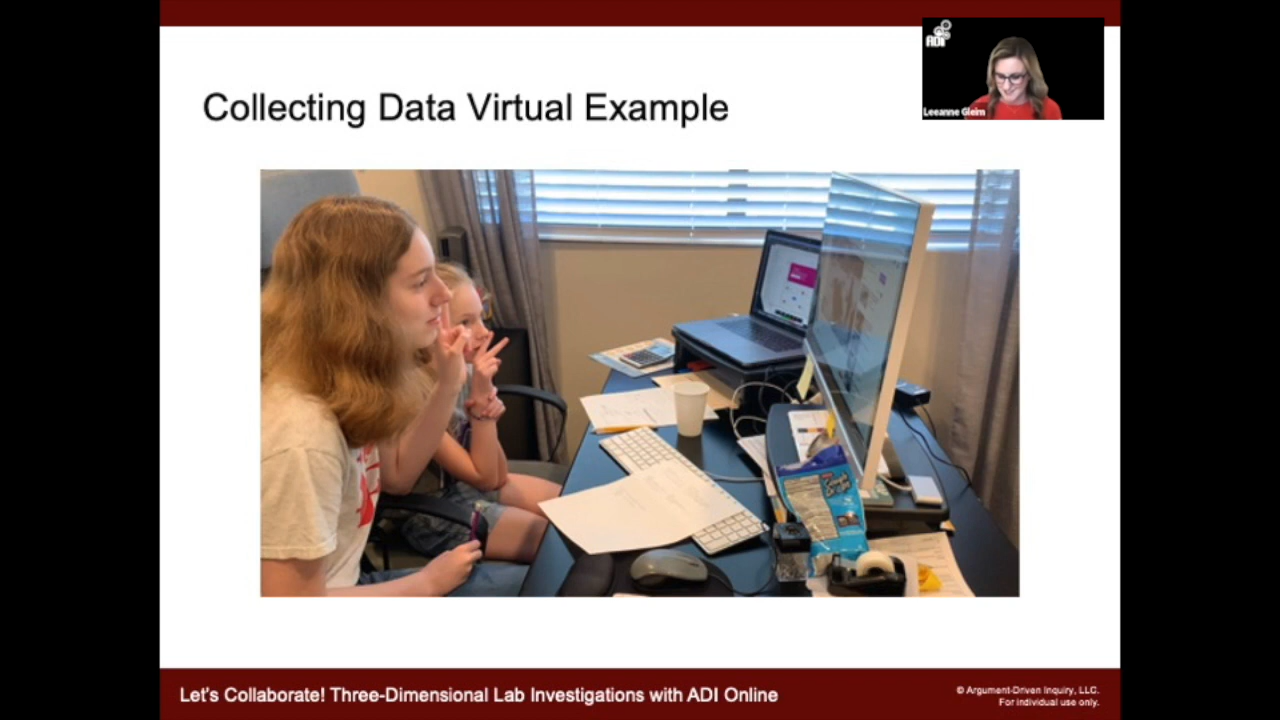 ADI
Leeanne Gleim
Collecting Data Virtual Example
Let's Collaborate! Three-Dimensional Lab Investigations with ADI Online
© Argument-Driven Inquiry, LLC.
For individual use only.